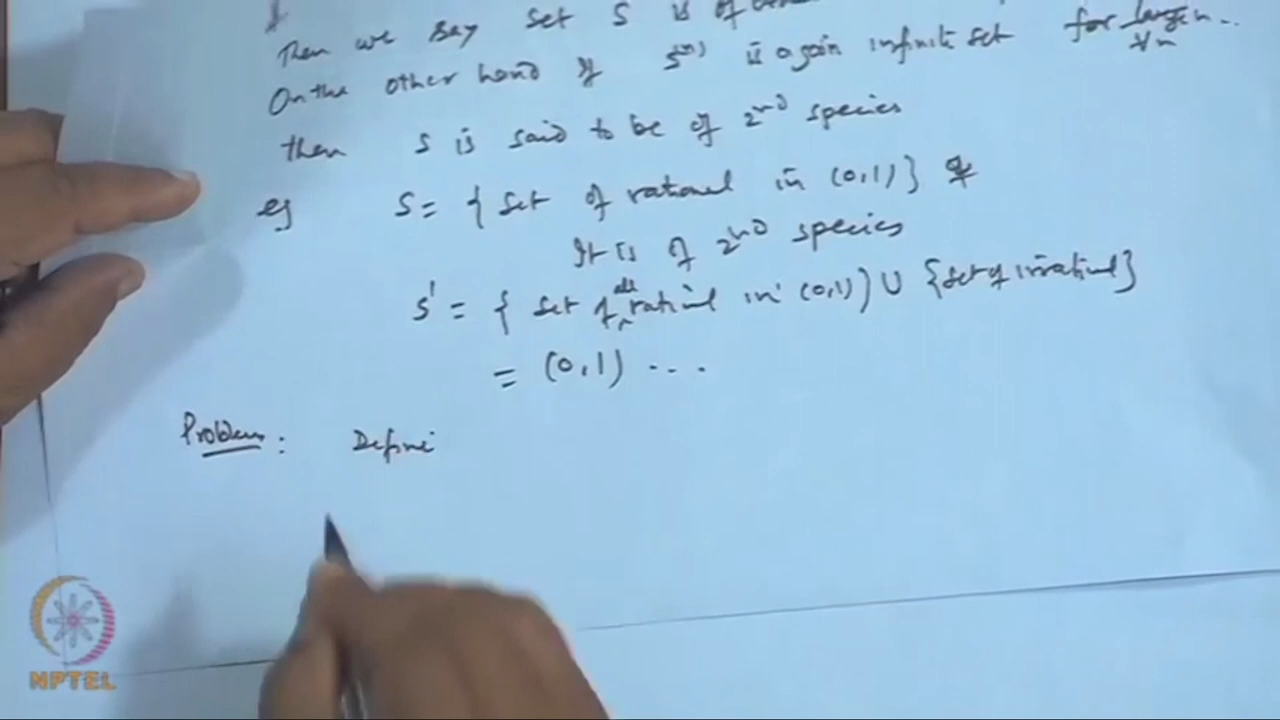 Then we say set S is of
On the other hand if S⁽ⁿ⁾ is again infinite set for large n..
∀n
then S is said to be of 2nd species
eg S = { set of rational in (0,1) }
It is of 2nd species
S' = { set of all rational in (0,1) } ∪ {set of irrational}
= (0,1) ...
Problem: Define
NPTEL